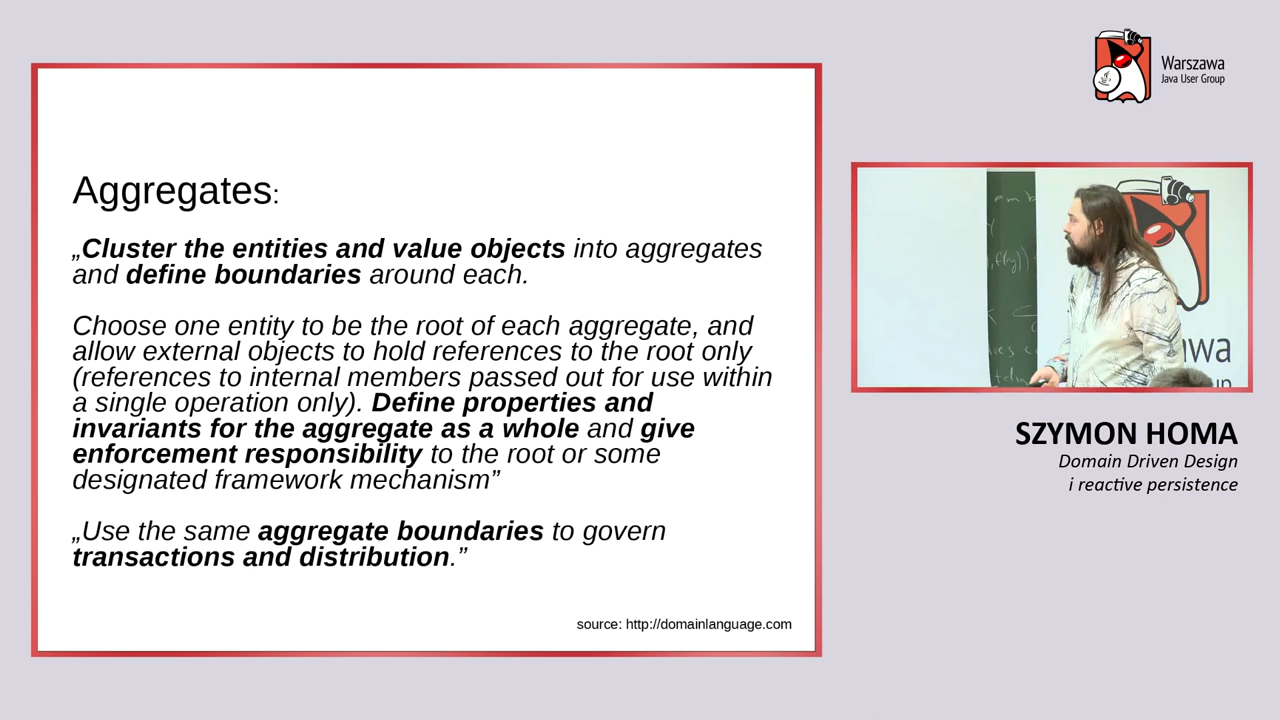 Warszawa
Java User Group
Aggregates:
„Cluster the entities and value objects into aggregates
and define boundaries around each.
Choose one entity to be the root of each aggregate, and
allow external objects to hold references to the root only
(references to internal members passed out for use within
a single operation only). Define properties and
invariants for the aggregate as a whole and give
enforcement responsibility to the root or some
designated framework mechanism”
„Use the same aggregate boundaries to govern
transactions and distribution.”
source: http://domainlanguage.com
SZYMON HOMA
Domain Driven Design
i reactive persistence